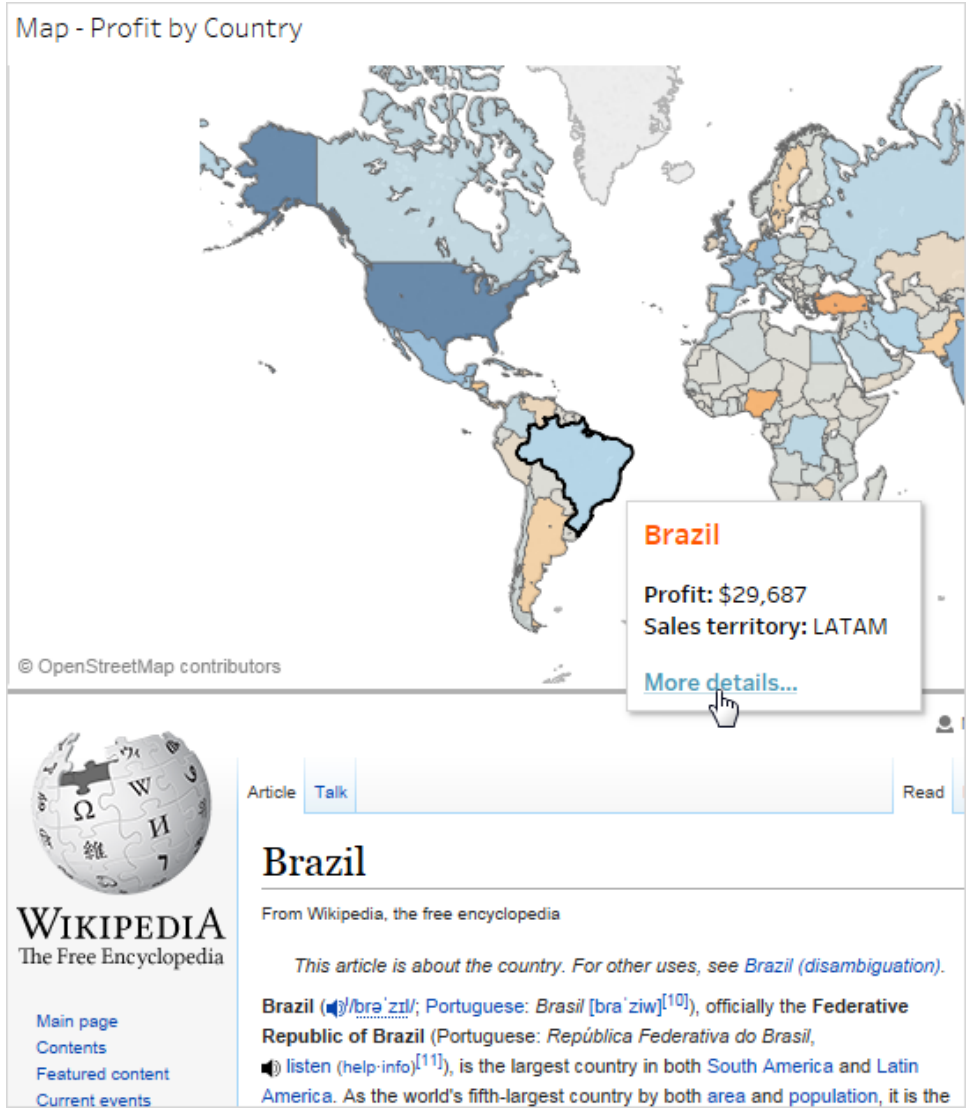 Map - Profit by Country
Brazil
Profit: $29,687
Sales territory: LATAM
More details...
© OpenStreetMap contributors
Ω
W
И
維
7
ウィ
WIKIPEDIA
The Free Encyclopedia
Main page
Contents
Featured content
Current events
Article
Talk
Read
Brazil
From Wikipedia, the free encyclopedia
This article is about the country. For other uses, see Brazil (disambiguation).
Brazil (/brəˈzɪl/; Portuguese: Brasil [bɾaˈziw][10]), officially the Federative
Republic of Brazil (Portuguese: República Federativa do Brasil,
listen (help·info)[11]), is the largest country in both South America and Latin
America. As the world's fifth-largest country by both area and population, it is the